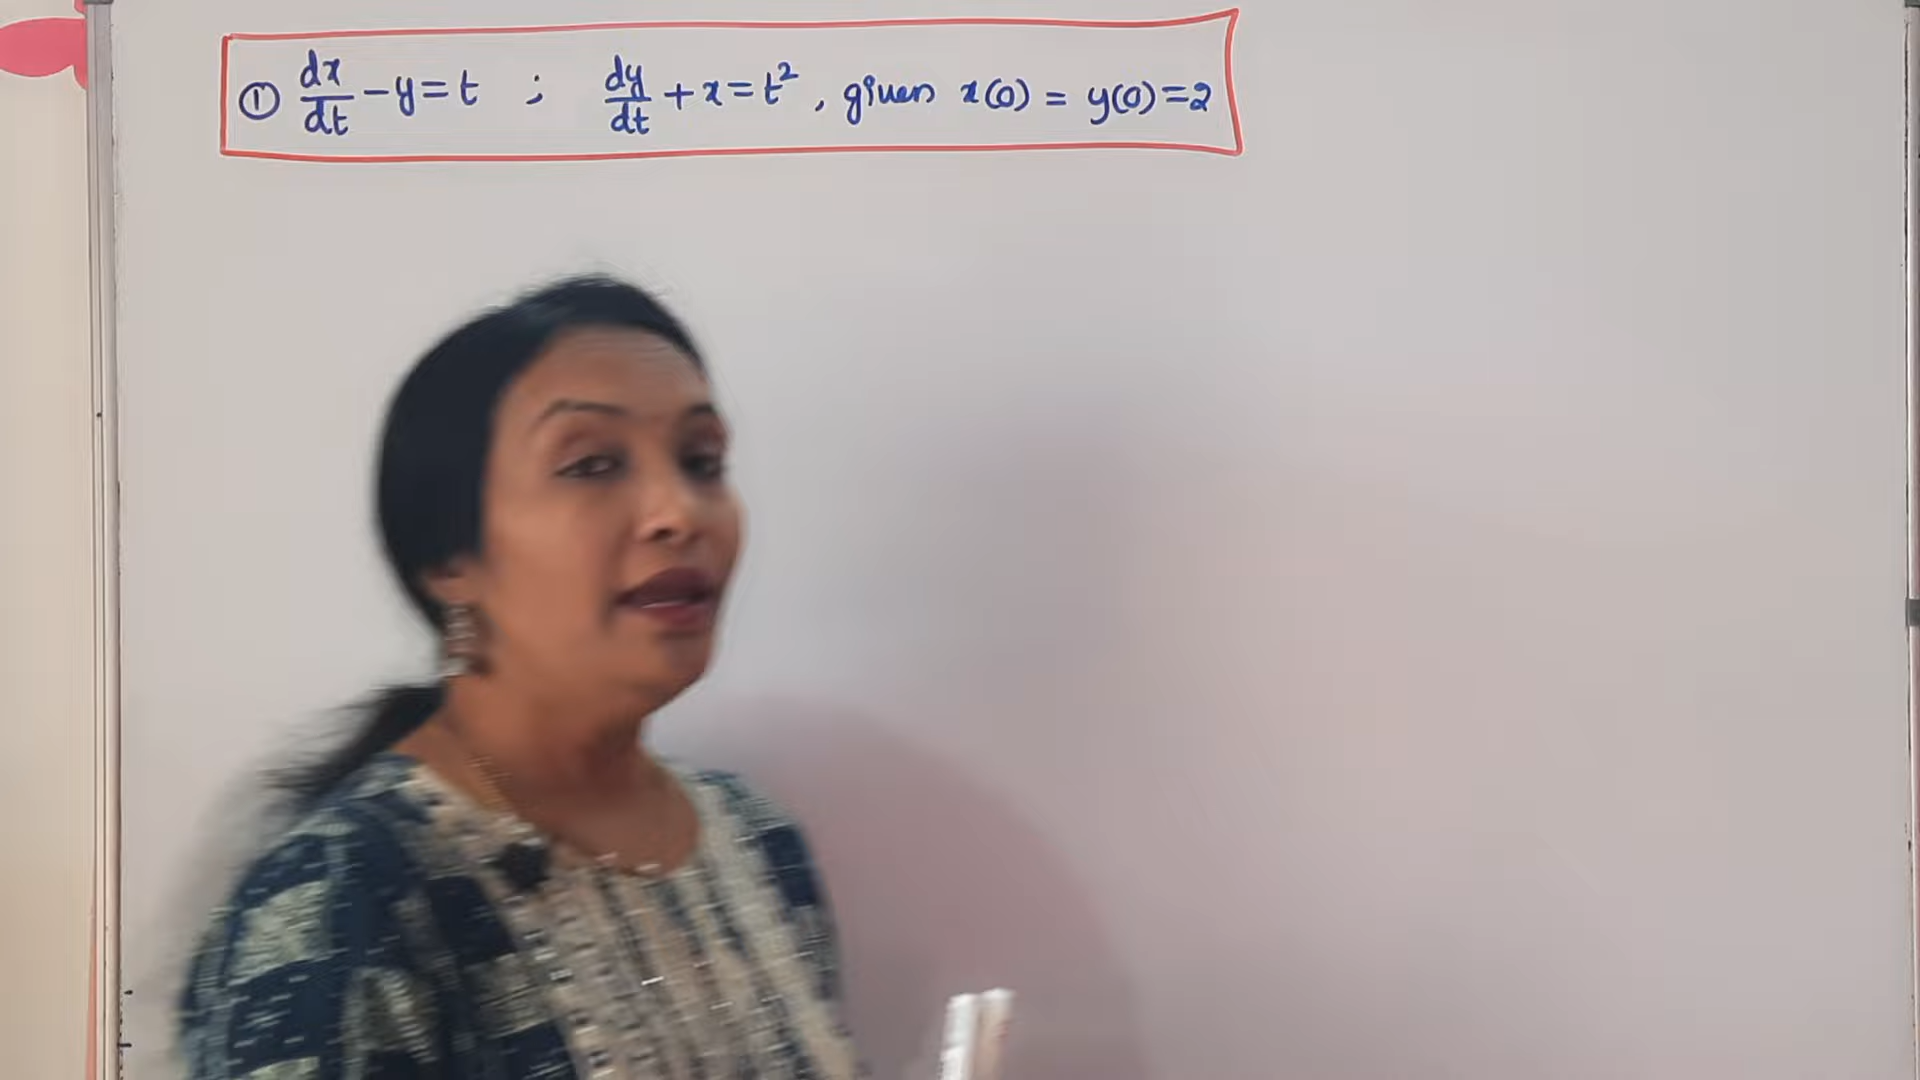 ① dx/dt - y = t ; dy/dt + x = t², given x(0) = y(0) = 2